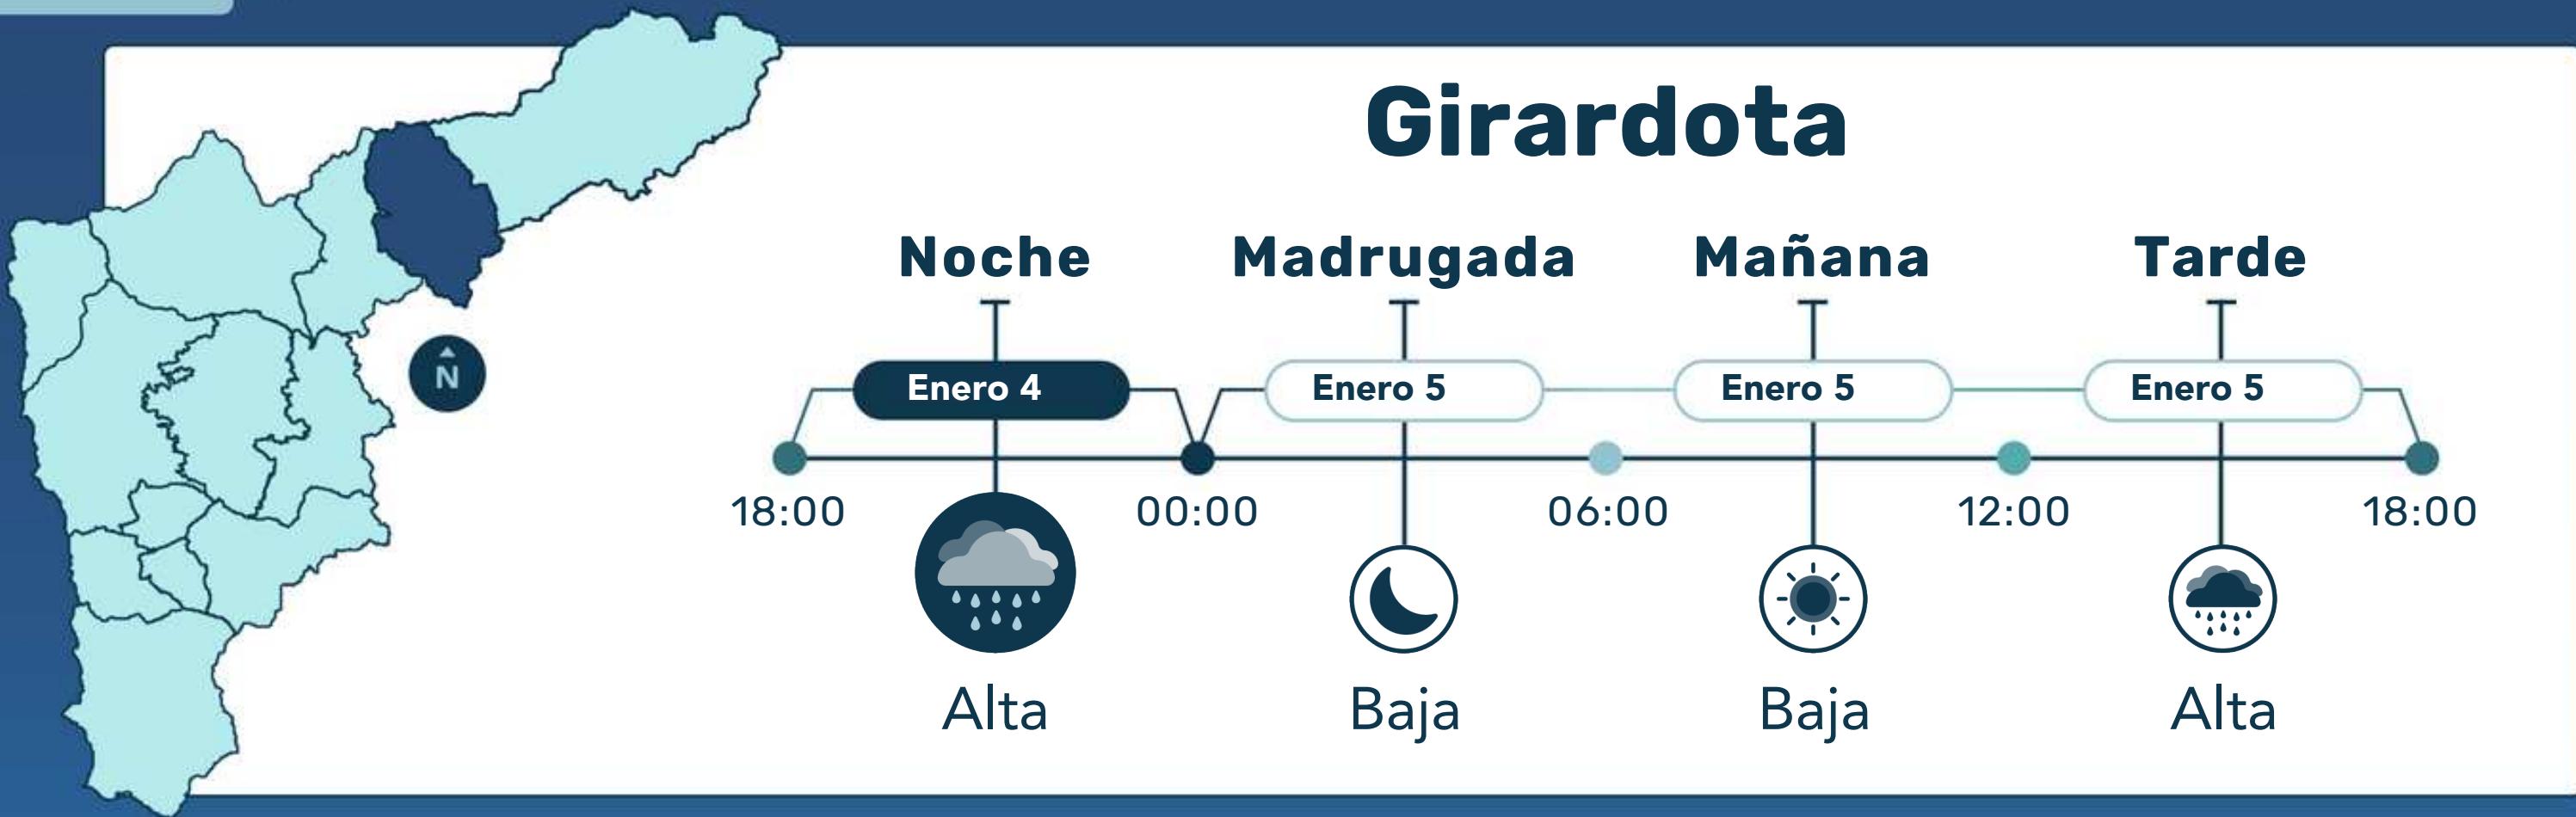 Girardota
Noche Madrugada Mañana Tarde
Enero 4 Enero 5 Enero 5 Enero 5
N
18:00 00:00 06:00 12:00 18:00
Alta Baja Baja Alta